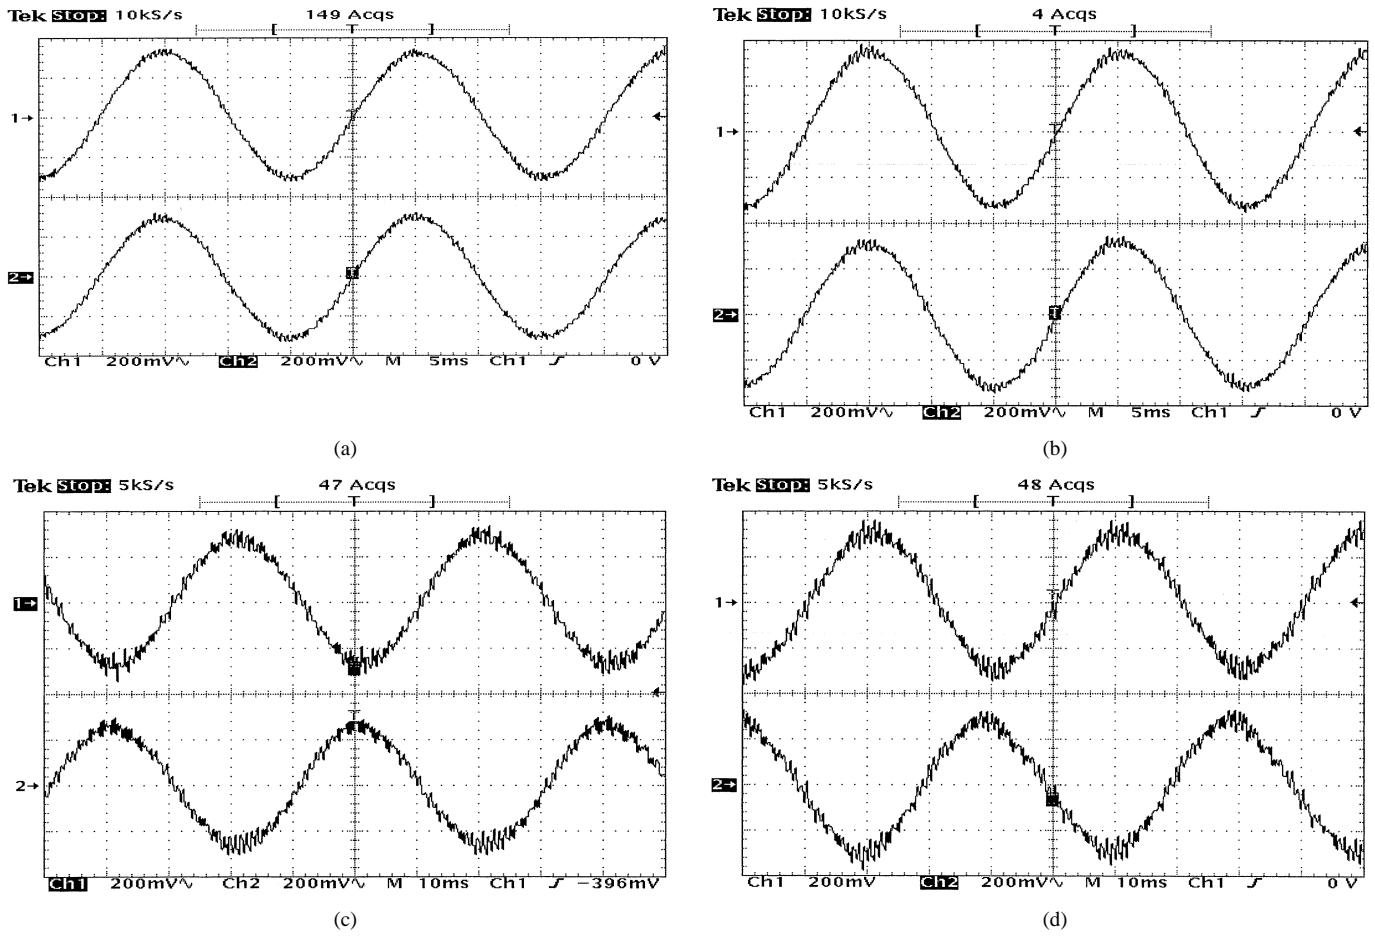 Tek Stop: 10kS/s 149 Acqs
[ T ]
1→
2→
T
Ch1 200mV∿ Ch2 200mV∿ M 5ms Ch1 ƒ 0 V
(a)
Tek Stop: 10kS/s 4 Acqs
[ T ]
1→
2→
T
Ch1 200mV∿ Ch2 200mV∿ M 5ms Ch1 ƒ 0 V
(b)
Tek Stop: 5kS/s 47 Acqs
[ T ]
1→
2→
Ch1 200mV∿ Ch2 200mV∿ M 10ms Ch1 ƒ −396mV
(c)
Tek Stop: 5kS/s 48 Acqs
[ T ]
1→
2→
Ch1 200mV∿ Ch2 200mV∿ M 10ms Ch1 ƒ 0 V
(d)